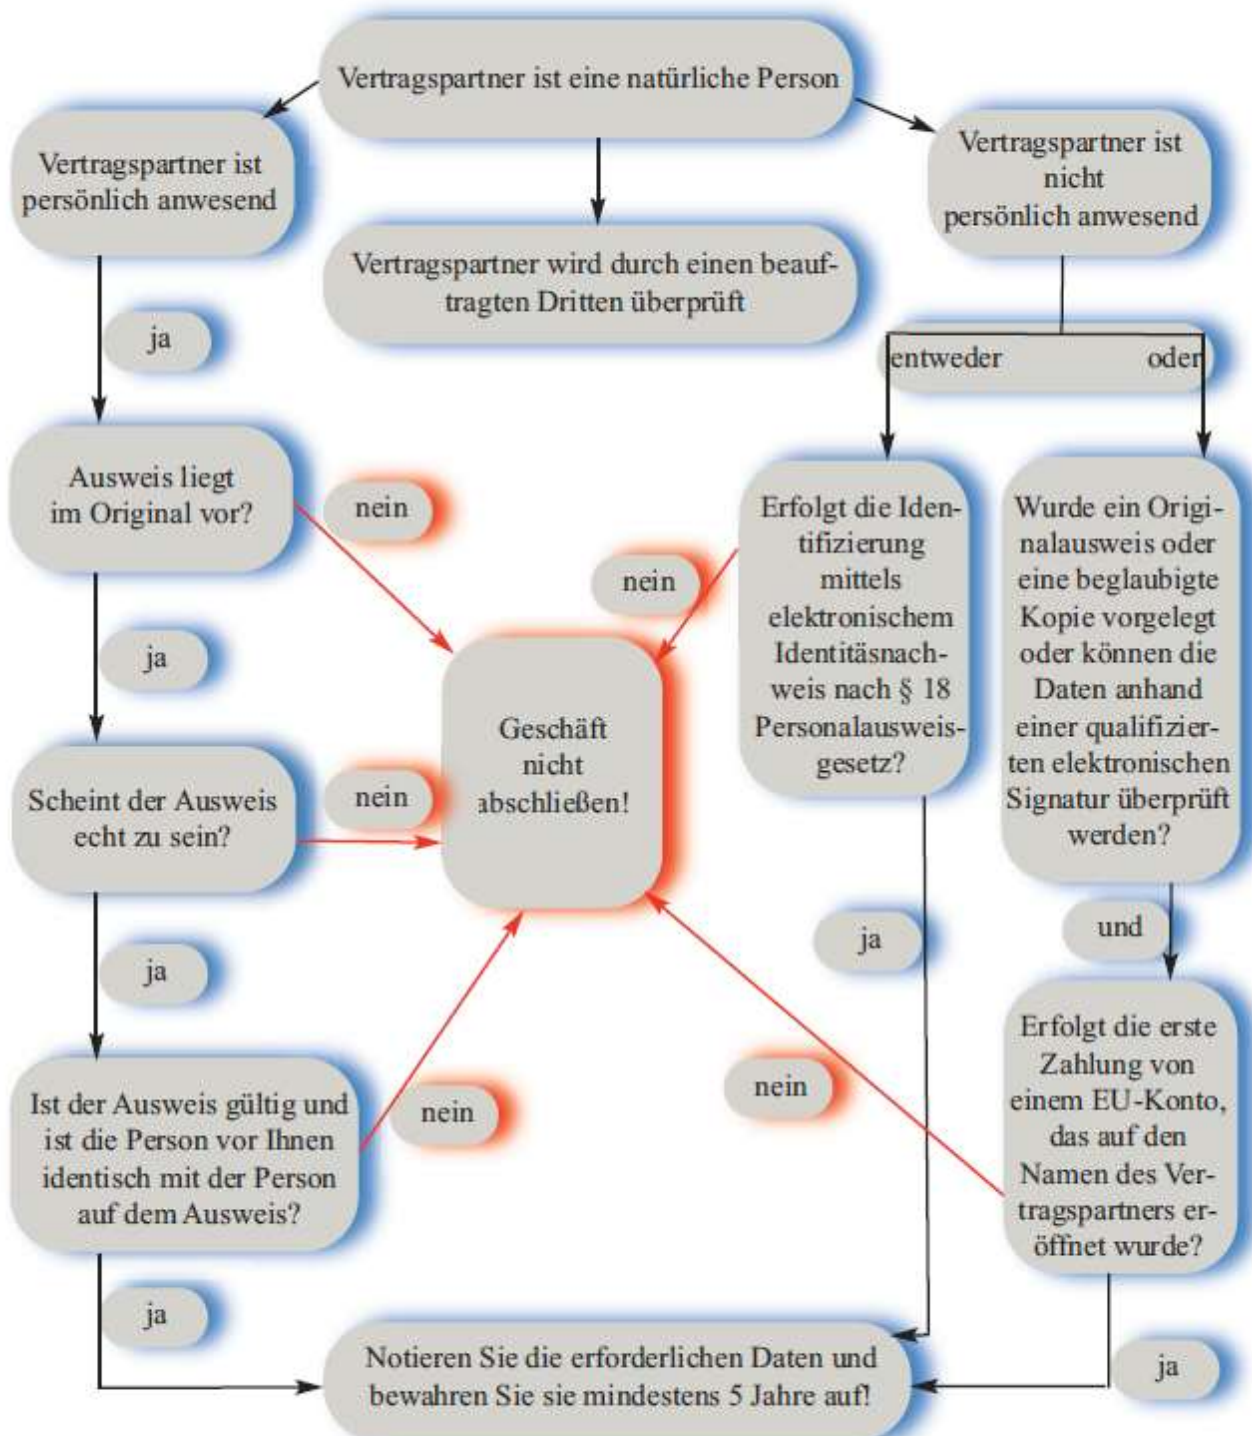 Vertragspartner ist eine natürliche Person
Vertragspartner ist
persönlich anwesend
Vertragspartner ist
nicht
persönlich anwesend
Vertragspartner wird durch einen beauf-
tragten Dritten überprüft
ja
entweder
oder
Ausweis liegt
im Original vor?
nein
nein
Erfolgt die Iden-
tifizierung
mittels
elektronischem
Identitäsnach-
weis nach § 18
Personalausweis-
gesetz?
Wurde ein Origi-
nalausweis oder
eine beglaubigte
Kopie vorgelegt
oder können die
Daten anhand
einer qualifizier-
ten elektronischen
Signatur überprüft
werden?
ja
Geschäft
nicht
abschließen!
Scheint der Ausweis
echt zu sein?
nein
ja
ja
und
Ist der Ausweis gültig und
ist die Person vor Ihnen
identisch mit der Person
auf dem Ausweis?
nein
nein
Erfolgt die erste
Zahlung von
einem EU-Konto,
das auf den
Namen des Ver-
tragspartners er-
öffnet wurde?
ja
Notieren Sie die erforderlichen Daten und
bewahren Sie sie mindestens 5 Jahre auf!
ja